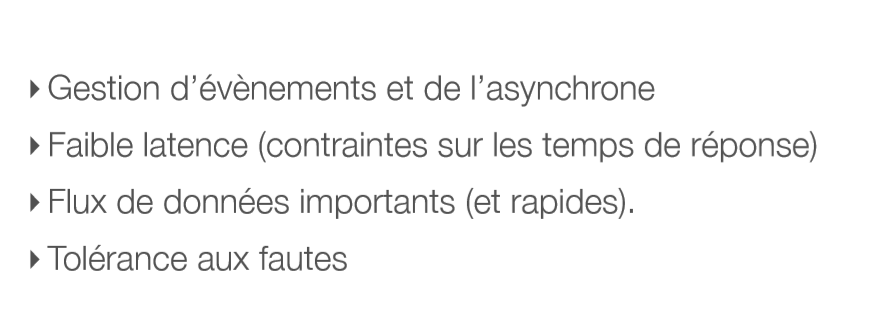 ‣ Gestion d’évènements et de l’asynchrone
‣ Faible latence (contraintes sur les temps de réponse)
‣ Flux de données importants (et rapides).
‣ Tolérance aux fautes